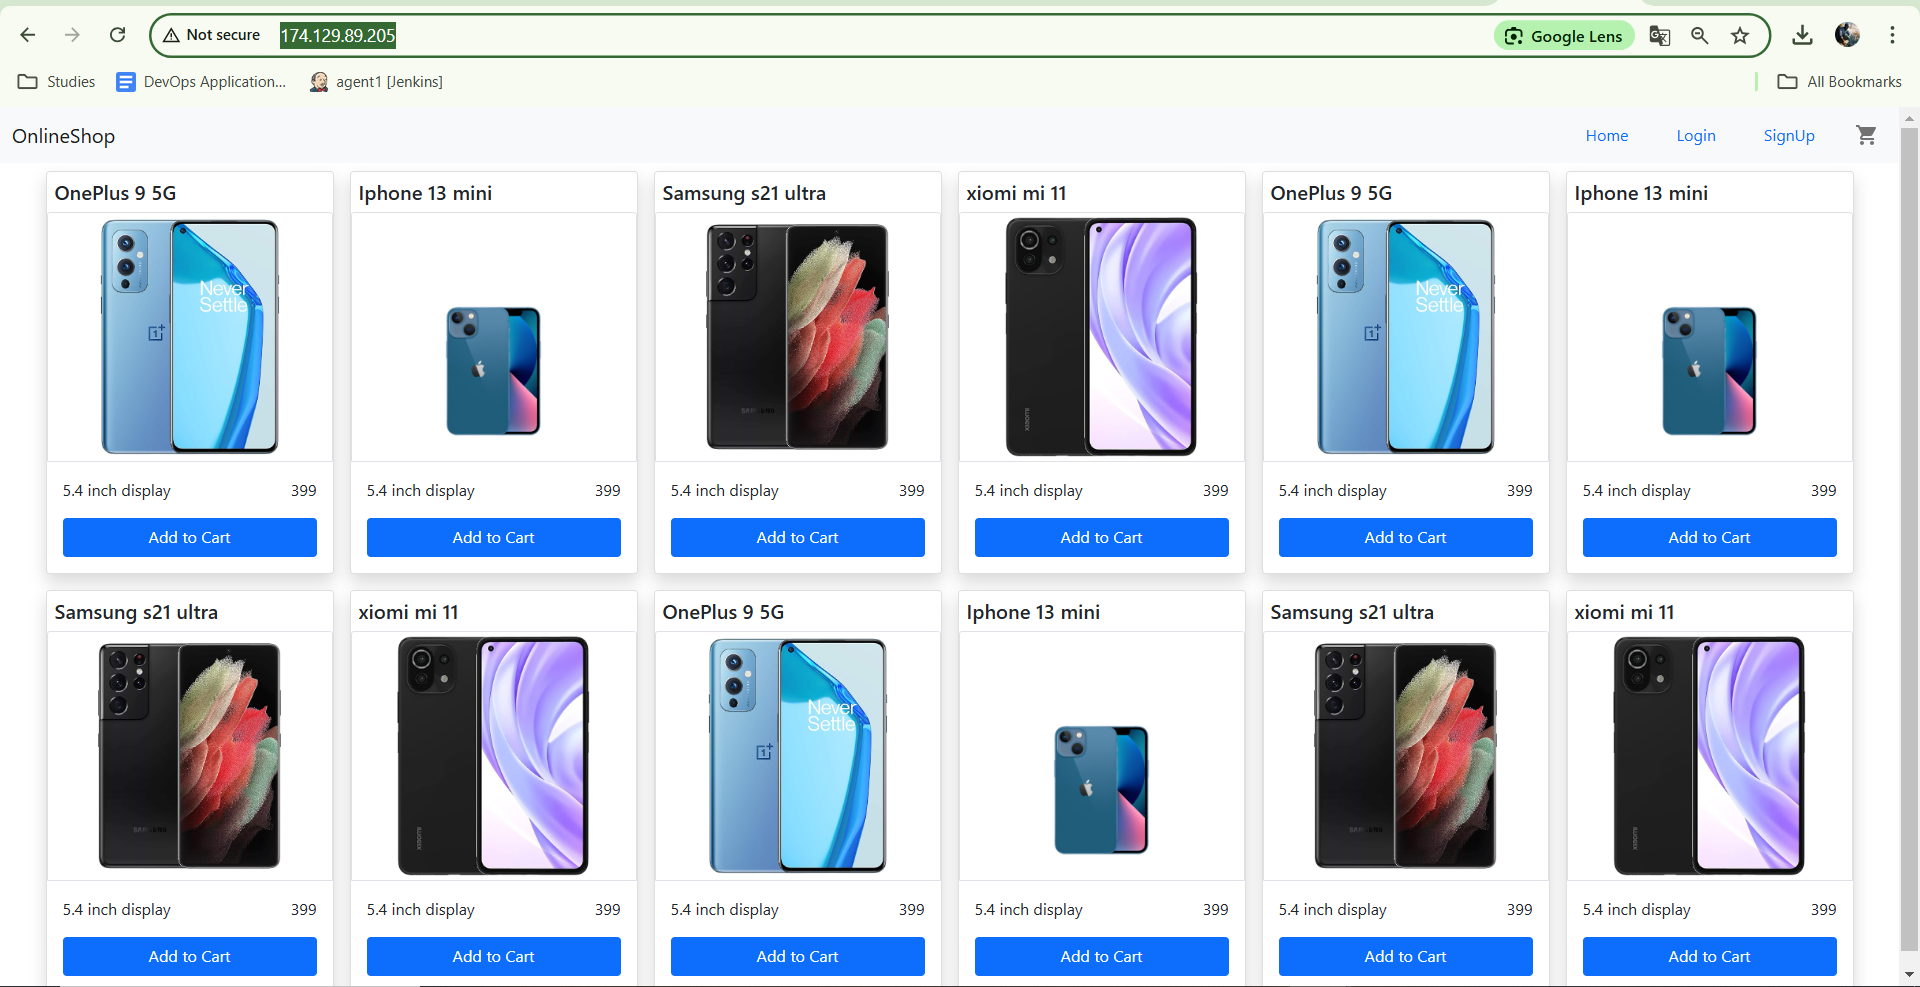 Not secure 174.129.89.205 Google Lens
Studies DevOps Application... agent1 [Jenkins] All Bookmarks
OnlineShop Home Login SignUp
OnePlus 9 5G Iphone 13 mini Samsung s21 ultra xiomi mi 11 OnePlus 9 5G Iphone 13 mini
Never Settle Never Settle
SAMSUNG XIAOMI
5.4 inch display 399 5.4 inch display 399 5.4 inch display 399 5.4 inch display 399 5.4 inch display 399 5.4 inch display 399
Add to Cart Add to Cart Add to Cart Add to Cart Add to Cart Add to Cart
Samsung s21 ultra xiomi mi 11 OnePlus 9 5G Iphone 13 mini Samsung s21 ultra xiomi mi 11
Never Settle
SAMSUNG XIAOMI SAMSUNG XIAOMI
5.4 inch display 399 5.4 inch display 399 5.4 inch display 399 5.4 inch display 399 5.4 inch display 399 5.4 inch display 399
Add to Cart Add to Cart Add to Cart Add to Cart Add to Cart Add to Cart